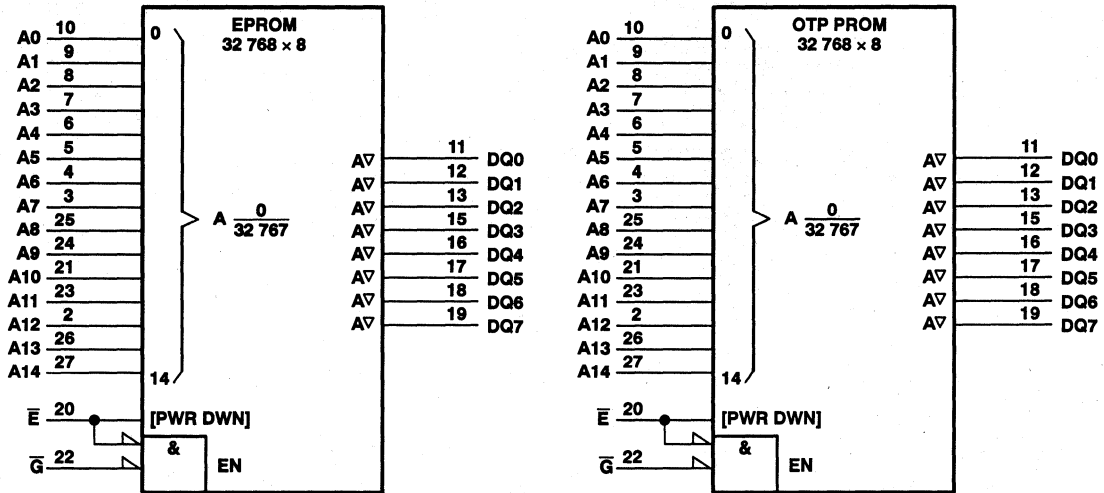 EPROM
32 768 × 8
A0 10 0
A1 9
A2 8
A3 7
A4 6
A5 5 A▽ 11 DQ0
A6 4 A▽ 12 DQ1
A7 3 A▽ 13 DQ2
A8 25 A 0/32 767 A▽ 15 DQ3
A9 24 A▽ 16 DQ4
A10 21 A▽ 17 DQ5
A11 23 A▽ 18 DQ6
A12 2 A▽ 19 DQ7
A13 26
A14 27 14
E̅ 20 [PWR DWN]
&
G̅ 22 EN
OTP PROM
32 768 × 8
A0 10 0
A1 9
A2 8
A3 7
A4 6
A5 5 A▽ 11 DQ0
A6 4 A▽ 12 DQ1
A7 3 A▽ 13 DQ2
A8 25 A 0/32 767 A▽ 15 DQ3
A9 24 A▽ 16 DQ4
A10 21 A▽ 17 DQ5
A11 23 A▽ 18 DQ6
A12 2 A▽ 19 DQ7
A13 26
A14 27 14
E̅ 20 [PWR DWN]
&
G̅ 22 EN